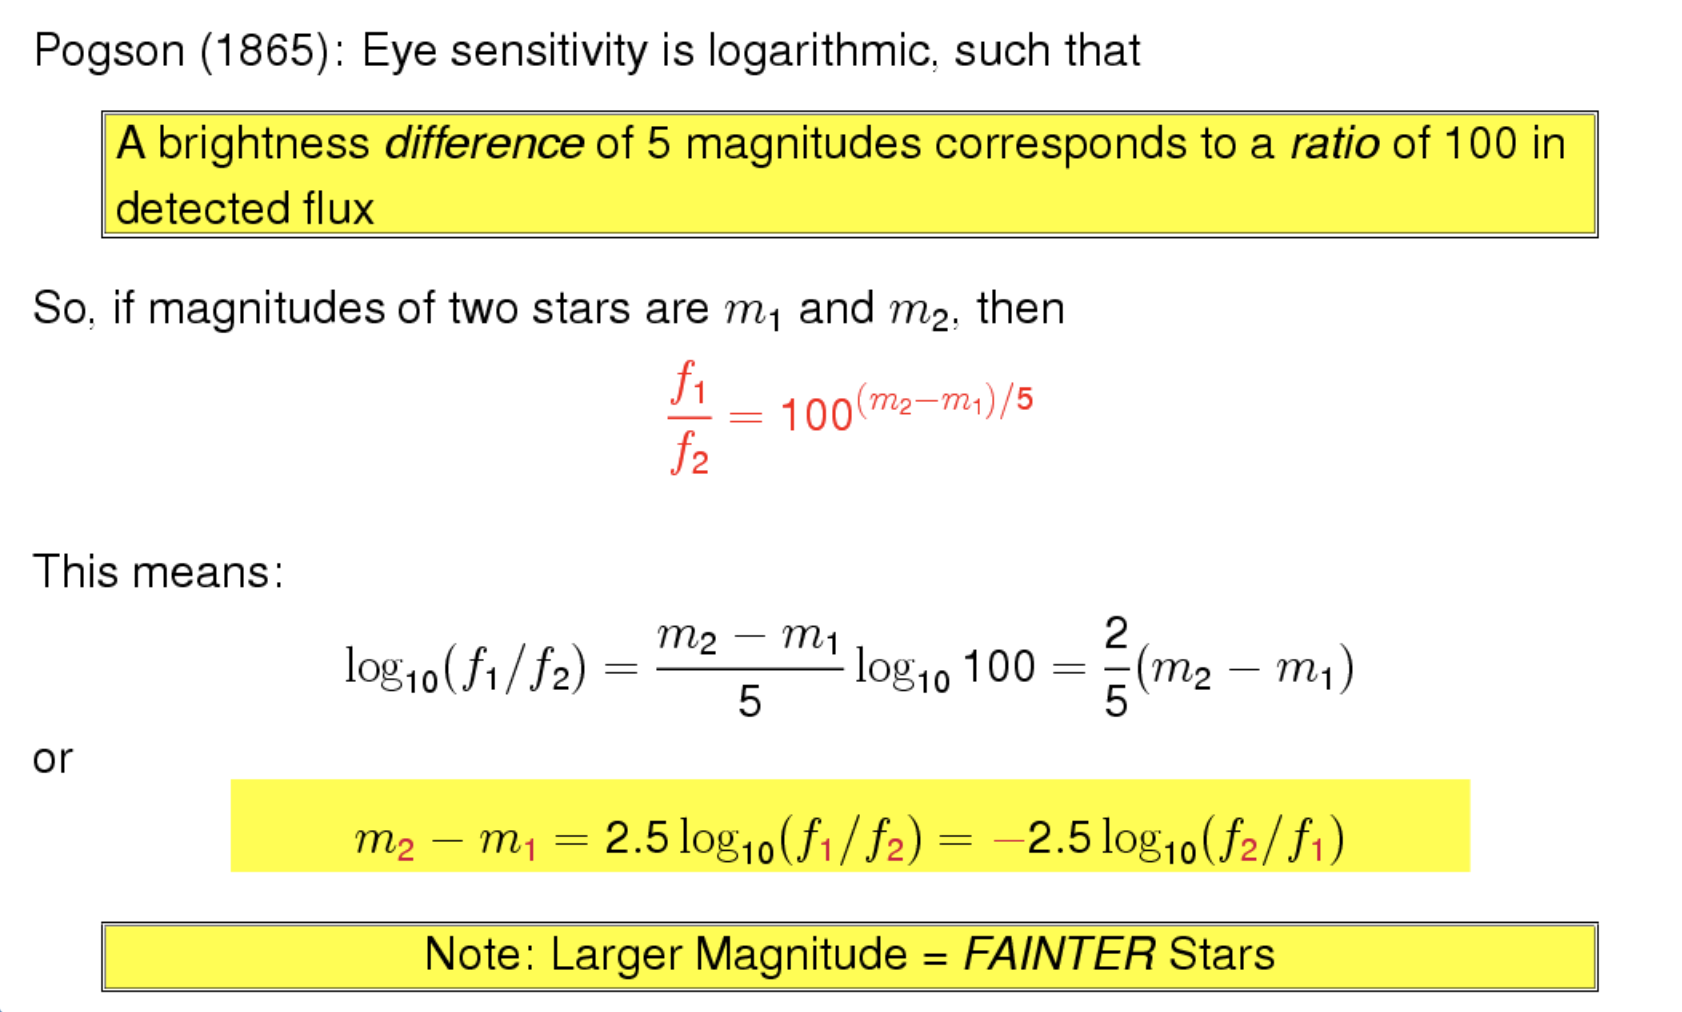 Pogson (1865): Eye sensitivity is logarithmic, such that
A brightness difference of 5 magnitudes corresponds to a ratio of 100 in
detected flux
So, if magnitudes of two stars are m₁ and m₂, then
f₁/f₂ = 100^((m₂−m₁)/5)
This means:
log₁₀(f₁/f₂) = (m₂ − m₁)/5 log₁₀ 100 = 2/5 (m₂ − m₁)
or
m₂ − m₁ = 2.5 log₁₀(f₁/f₂) = −2.5 log₁₀(f₂/f₁)
Note: Larger Magnitude = FAINTER Stars